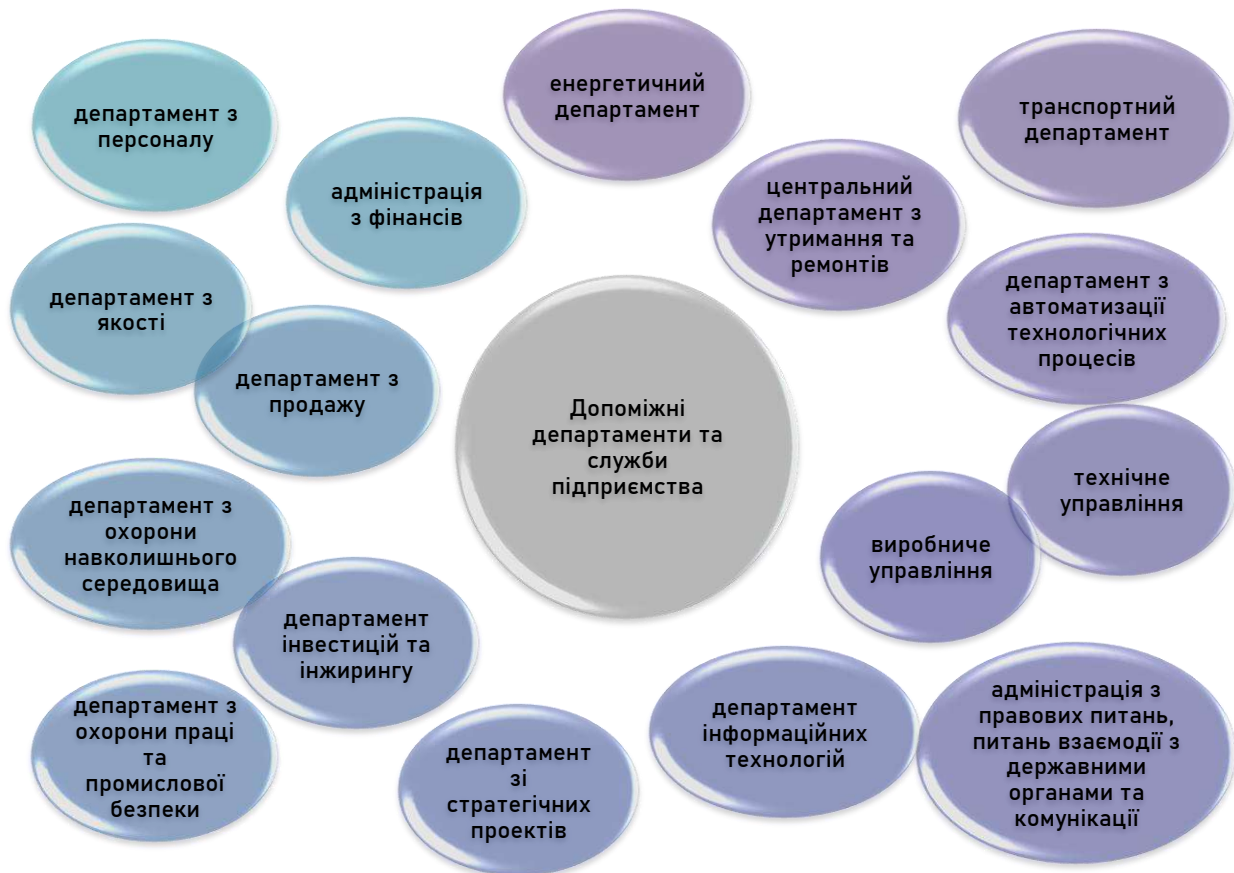 департамент з
персоналу
адміністрація
з фінансів
енергетичний
департамент
центральний
департамент з
утримання та
ремонтів
транспортний
департамент
департамент з
якості
департамент з
продажу
Допоміжні
департаменти та
служби
підприємства
департамент з
автоматизації
технологічних
процесів
технічне
управління
виробниче
управління
департамент з
охорони
навколишнього
середовища
департамент
інвестицій та
інжирингу
департамент з
охорони праці
та
промислової
безпеки
департамент
зі
стратегічних
проектів
департамент
інформаційних
технологій
адміністрація з
правових питань,
питань взаємодії з
державними
органами та
комунікації